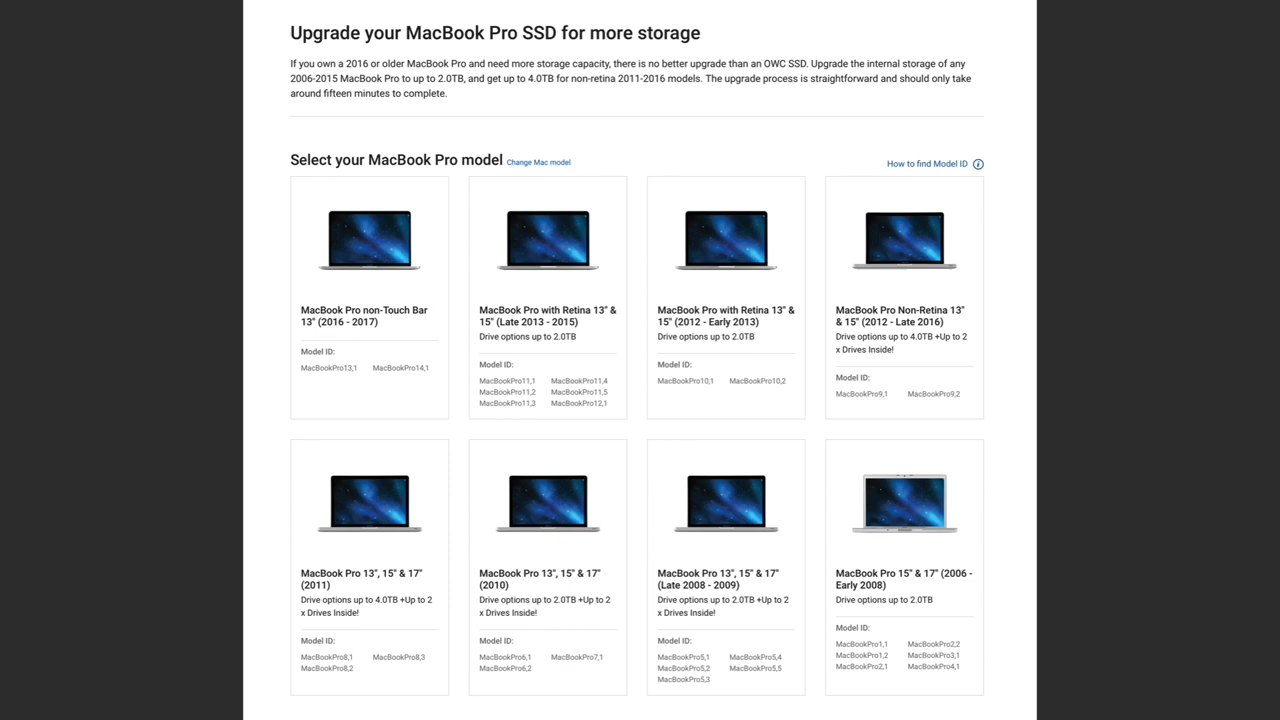 Upgrade your MacBook Pro SSD for more storage
If you own a 2016 or older MacBook Pro and need more storage capacity, there is no better upgrade than an OWC SSD. Upgrade the internal storage of any
2006-2015 MacBook Pro to up to 2.0TB, and get up to 4.0TB for non-retina 2011-2016 models. The upgrade process is straightforward and should only take
around fifteen minutes to complete.
Select your MacBook Pro model Change Mac model
How to find Model ID i
MacBook Pro non-Touch Bar
13" (2016 - 2017)
Model ID:
MacBookPro13,1 MacBookPro14,1
MacBook Pro with Retina 13" &
15" (Late 2013 - 2015)
Drive options up to 2.0TB
Model ID:
MacBookPro11,1 MacBookPro11,4
MacBookPro11,2 MacBookPro11,5
MacBookPro11,3 MacBookPro12,1
MacBook Pro with Retina 13" &
15" (2012 - Early 2013)
Drive options up to 2.0TB
Model ID:
MacBookPro10,1 MacBookPro10,2
MacBook Pro Non-Retina 13"
& 15" (2012 - Late 2016)
Drive options up to 4.0TB +Up to 2
x Drives Inside!
Model ID:
MacBookPro9,1 MacBookPro9,2
MacBook Pro 13", 15" & 17"
(2011)
Drive options up to 4.0TB +Up to 2
x Drives Inside!
Model ID:
MacBookPro8,1 MacBookPro8,3
MacBookPro8,2
MacBook Pro 13", 15" & 17"
(2010)
Drive options up to 2.0TB +Up to 2
x Drives Inside!
Model ID:
MacBookPro6,1 MacBookPro7,1
MacBookPro6,2
MacBook Pro 13", 15" & 17"
(Late 2008 - 2009)
Drive options up to 2.0TB +Up to 2
x Drives Inside!
Model ID:
MacBookPro5,1 MacBookPro5,4
MacBookPro5,2 MacBookPro5,5
MacBookPro5,3
MacBook Pro 15" & 17" (2006 -
Early 2008)
Drive options up to 2.0TB
Model ID:
MacBookPro1,1 MacBookPro2,2
MacBookPro1,2 MacBookPro3,1
MacBookPro2,1 MacBookPro4,1